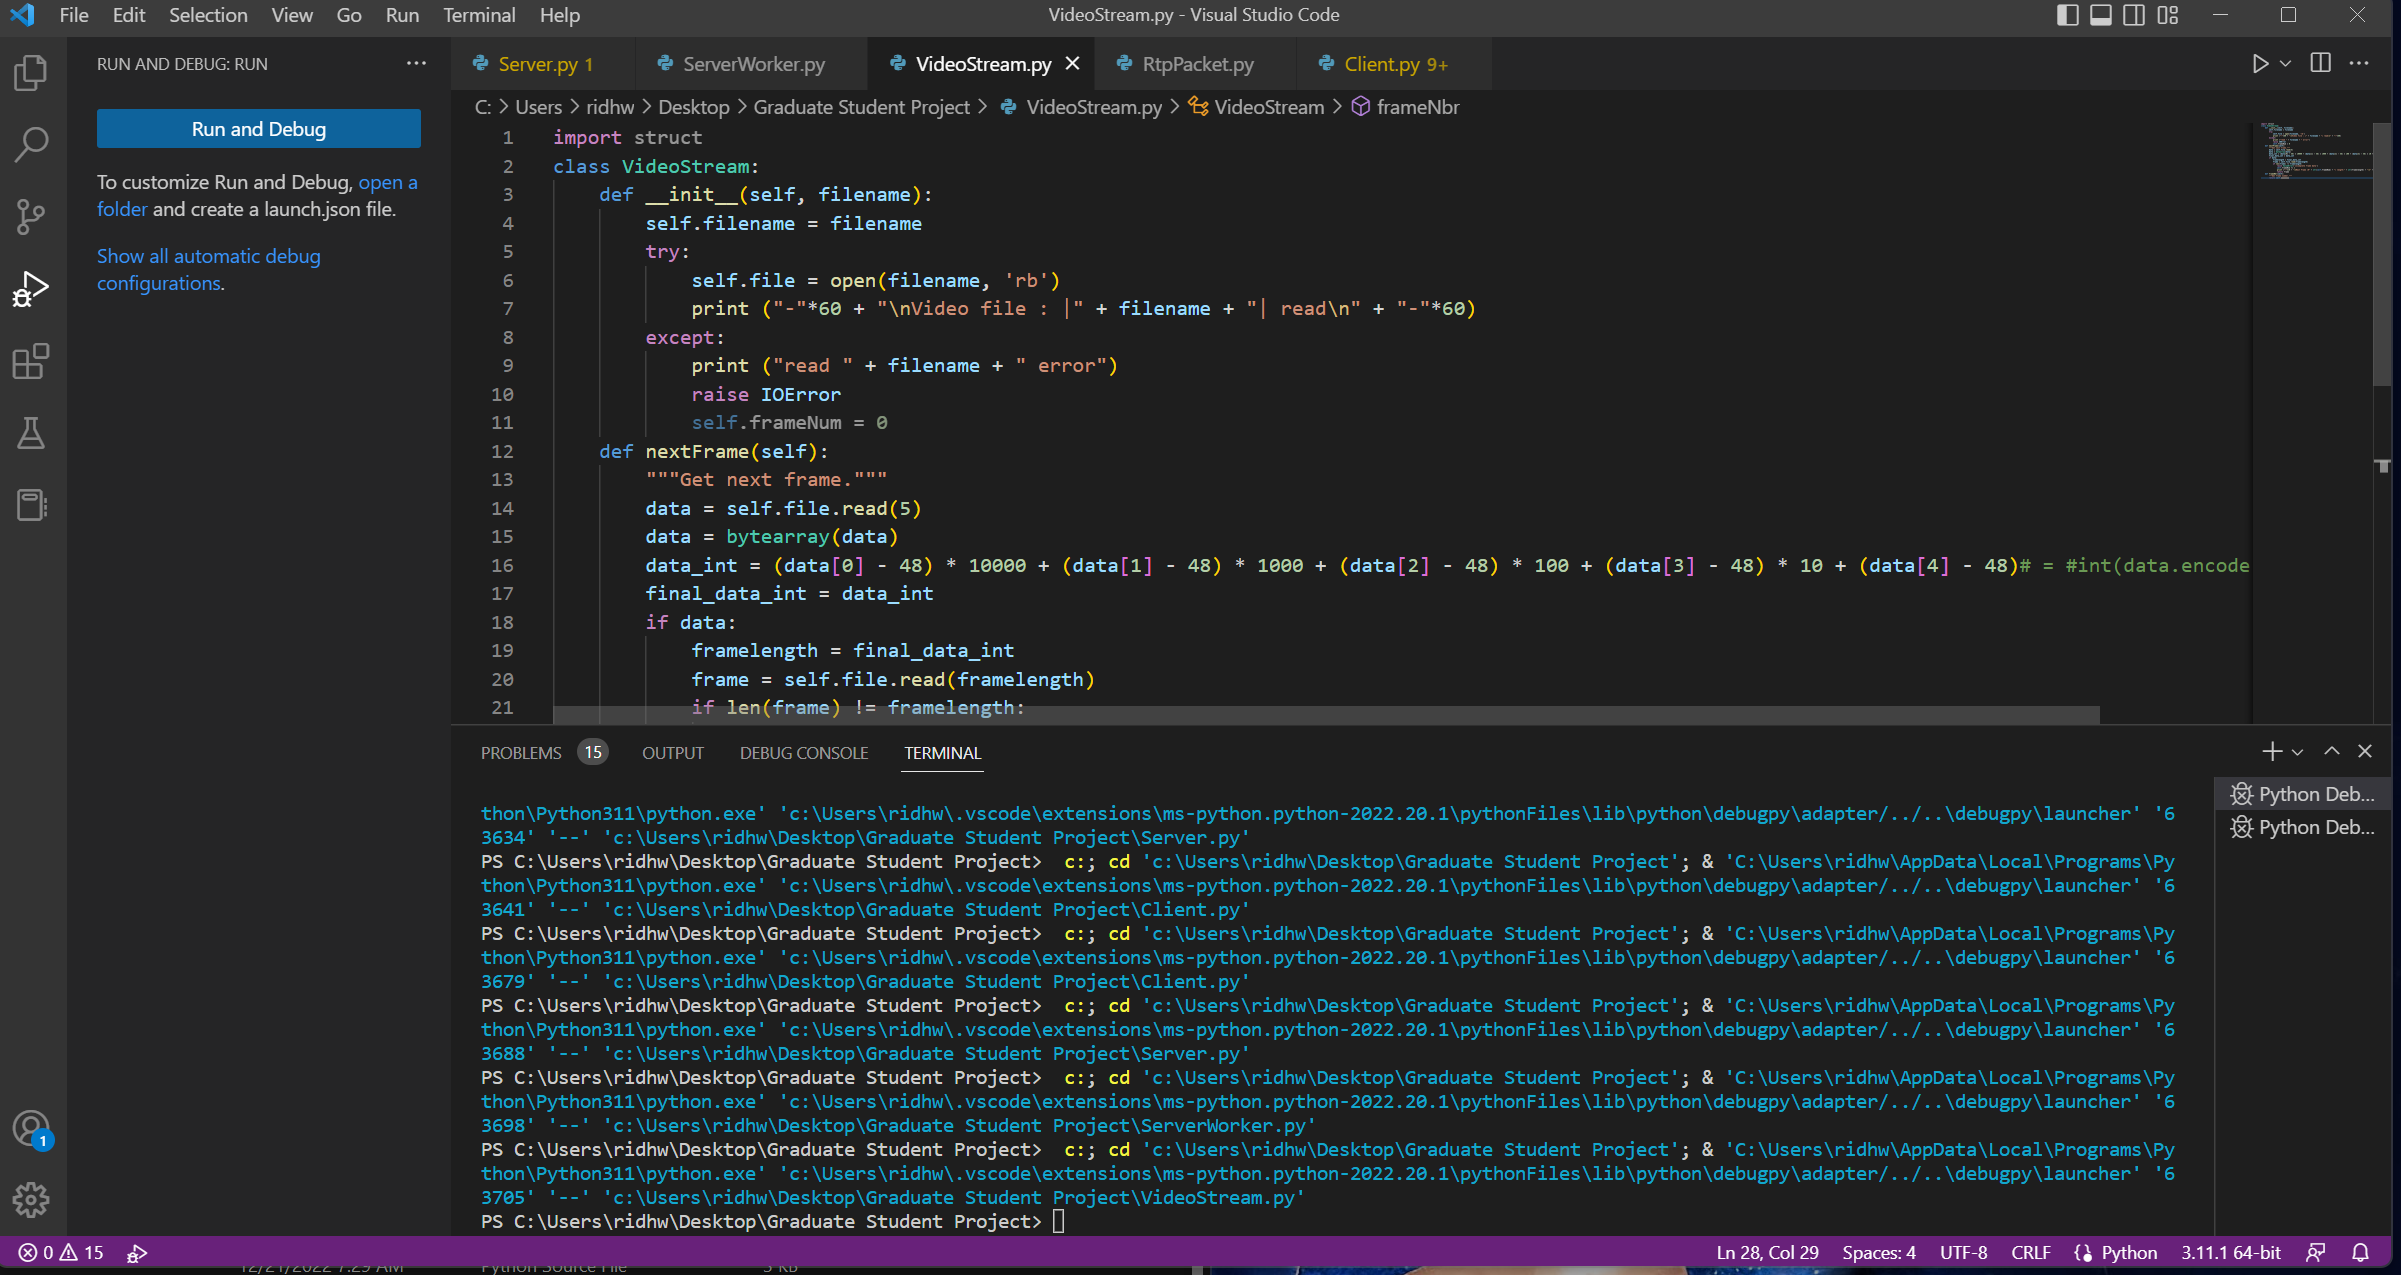 File Edit Selection View Go Run Terminal Help
VideoStream.py - Visual Studio Code
RUN AND DEBUG: RUN
Run and Debug
To customize Run and Debug, open a
folder and create a launch.json file.
Show all automatic debug
configurations.
Server.py 1 ServerWorker.py VideoStream.py RtpPacket.py Client.py 9+
C: > Users > ridhw > Desktop > Graduate Student Project > VideoStream.py > VideoStream > frameNbr
1 import struct
2 class VideoStream:
3 def __init__(self, filename):
4 self.filename = filename
5 try:
6 self.file = open(filename, 'rb')
7 print ("-"*60 + "\nVideo file : |" + filename + "| read\n" + "-"*60)
8 except:
9 print ("read " + filename + " error")
10 raise IOError
11 self.frameNum = 0
12 def nextFrame(self):
13 """Get next frame."""
14 data = self.file.read(5)
15 data = bytearray(data)
16 data_int = (data[0] - 48) * 10000 + (data[1] - 48) * 1000 + (data[2] - 48) * 100 + (data[3] - 48) * 10 + (data[4] - 48)# = #int(data.encode
17 final_data_int = data_int
18 if data:
19 framelength = final_data_int
20 frame = self.file.read(framelength)
21 if len(frame) != framelength:
PROBLEMS 15 OUTPUT DEBUG CONSOLE TERMINAL
Python Deb...
Python Deb...
thon\Python311\python.exe' 'c:\Users\ridhw\.vscode\extensions\ms-python.python-2022.20.1\pythonFiles\lib\python\debugpy\adapter/../..\debugpy\launcher' '6
3634' '--' 'c:\Users\ridhw\Desktop\Graduate Student Project\Server.py'
PS C:\Users\ridhw\Desktop\Graduate Student Project> c:; cd 'c:\Users\ridhw\Desktop\Graduate Student Project'; & 'C:\Users\ridhw\AppData\Local\Programs\Py
thon\Python311\python.exe' 'c:\Users\ridhw\.vscode\extensions\ms-python.python-2022.20.1\pythonFiles\lib\python\debugpy\adapter/../..\debugpy\launcher' '6
3641' '--' 'c:\Users\ridhw\Desktop\Graduate Student Project\Client.py'
PS C:\Users\ridhw\Desktop\Graduate Student Project> c:; cd 'c:\Users\ridhw\Desktop\Graduate Student Project'; & 'C:\Users\ridhw\AppData\Local\Programs\Py
thon\Python311\python.exe' 'c:\Users\ridhw\.vscode\extensions\ms-python.python-2022.20.1\pythonFiles\lib\python\debugpy\adapter/../..\debugpy\launcher' '6
3679' '--' 'c:\Users\ridhw\Desktop\Graduate Student Project\Client.py'
PS C:\Users\ridhw\Desktop\Graduate Student Project> c:; cd 'c:\Users\ridhw\Desktop\Graduate Student Project'; & 'C:\Users\ridhw\AppData\Local\Programs\Py
thon\Python311\python.exe' 'c:\Users\ridhw\.vscode\extensions\ms-python.python-2022.20.1\pythonFiles\lib\python\debugpy\adapter/../..\debugpy\launcher' '6
3688' '--' 'c:\Users\ridhw\Desktop\Graduate Student Project\Server.py'
PS C:\Users\ridhw\Desktop\Graduate Student Project> c:; cd 'c:\Users\ridhw\Desktop\Graduate Student Project'; & 'C:\Users\ridhw\AppData\Local\Programs\Py
thon\Python311\python.exe' 'c:\Users\ridhw\.vscode\extensions\ms-python.python-2022.20.1\pythonFiles\lib\python\debugpy\adapter/../..\debugpy\launcher' '6
3698' '--' 'c:\Users\ridhw\Desktop\Graduate Student Project\ServerWorker.py'
PS C:\Users\ridhw\Desktop\Graduate Student Project> c:; cd 'c:\Users\ridhw\Desktop\Graduate Student Project'; & 'C:\Users\ridhw\AppData\Local\Programs\Py
thon\Python311\python.exe' 'c:\Users\ridhw\.vscode\extensions\ms-python.python-2022.20.1\pythonFiles\lib\python\debugpy\adapter/../..\debugpy\launcher' '6
3705' '--' 'c:\Users\ridhw\Desktop\Graduate Student Project\VideoStream.py'
PS C:\Users\ridhw\Desktop\Graduate Student Project>
1
0 15
Ln 28, Col 29 Spaces: 4 UTF-8 CRLF Python 3.11.1 64-bit
12/21/2022 7:29 AM Python Source File 3 KB